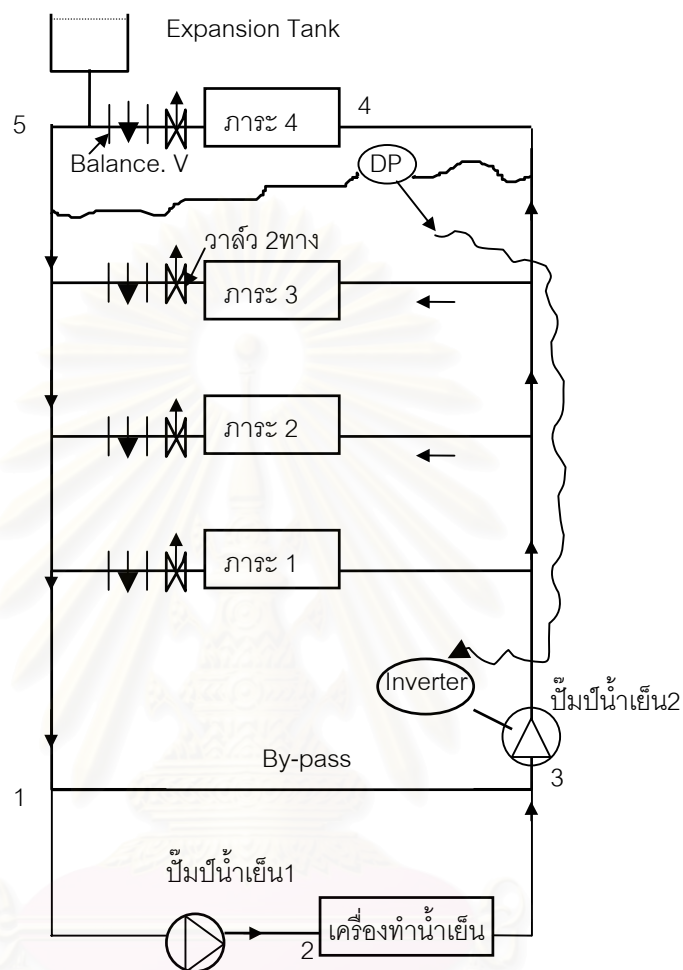 Expansion Tank
5
ภาระ 4
4
Balance. V
DP
วาล์ว 2ทาง
ภาระ 3
ภาระ 2
ภาระ 1
Inverter
ปั๊มป์น้ำเย็น2
By-pass
1
3
ปั๊มป์น้ำเย็น1
2
เครื่องทำน้ำเย็น